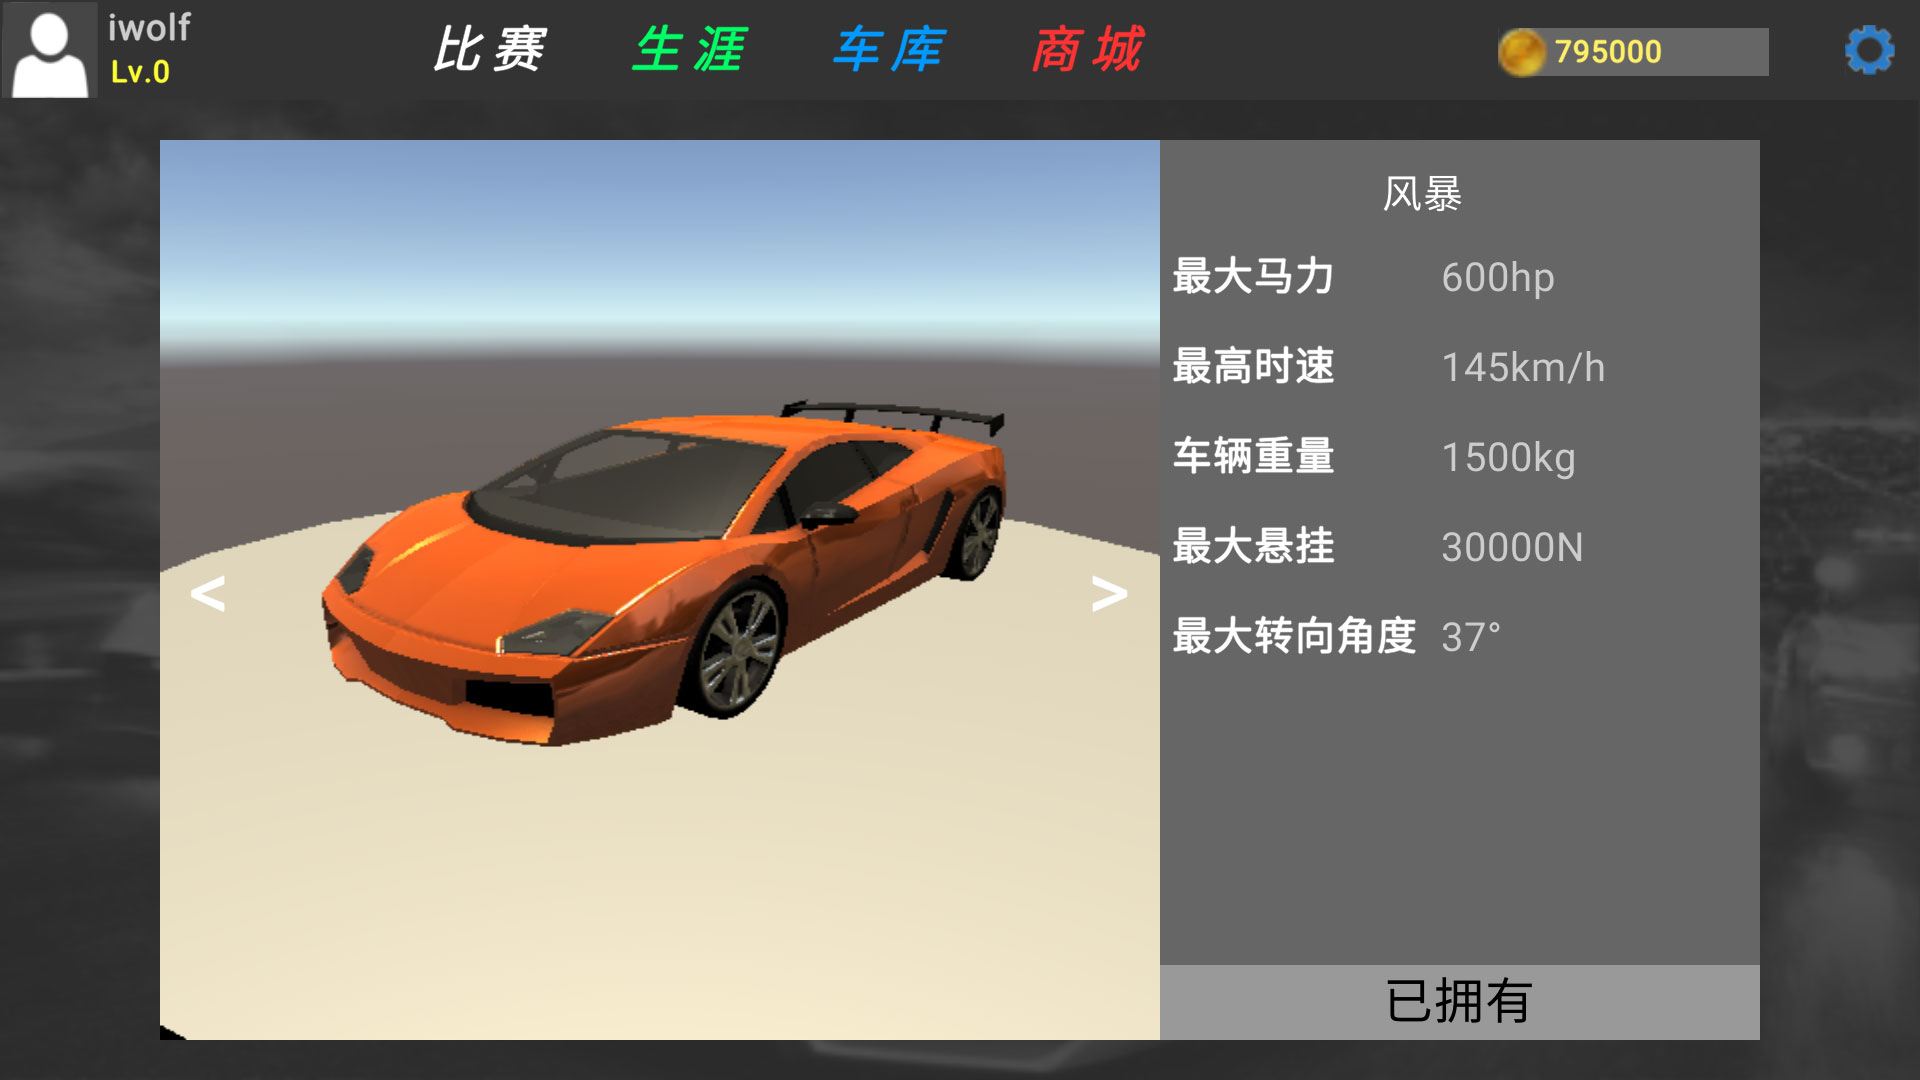 iwolf
Lv.0
比赛 生涯 车库 商城
795000
风暴
最大马力 600hp
最高时速 145km/h
车辆重量 1500kg
最大悬挂 30000N
最大转向角度 37°
< >
已拥有